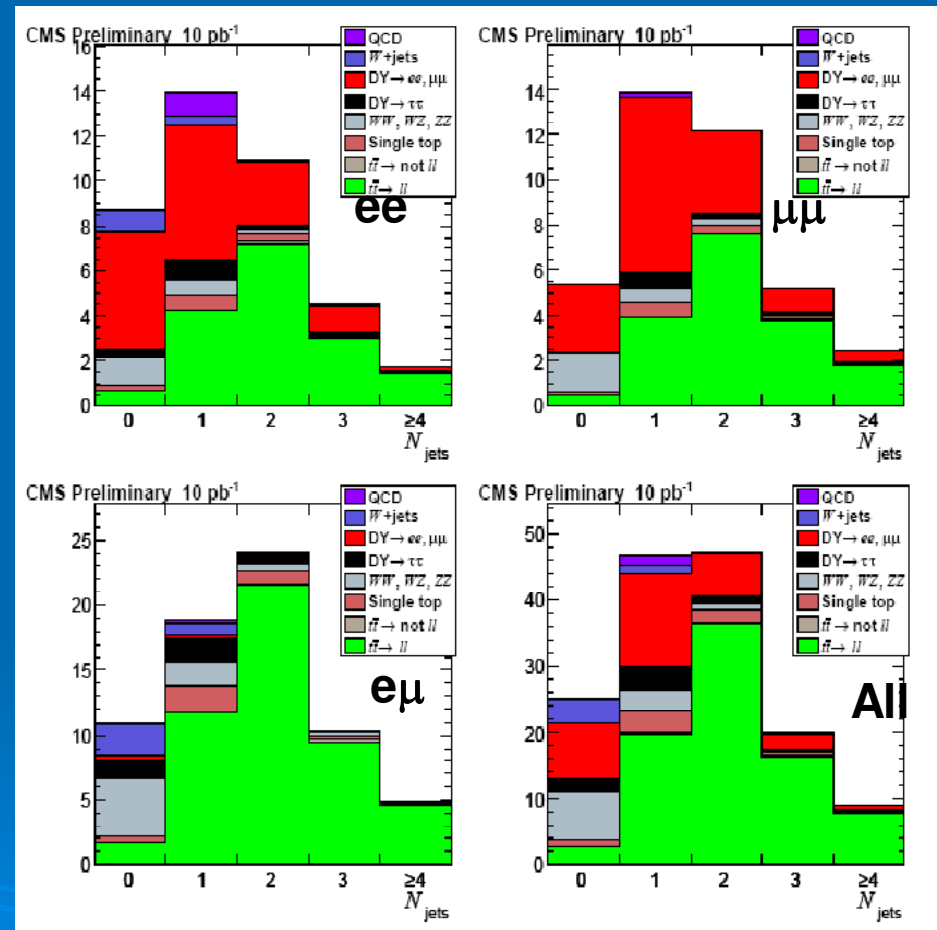 CMS Preliminary 10 pb-1
16
14
12
10
8
6
4
2
0
QCD
W+jets
DY→ ee, μμ
DY→ ττ
WW, WZ, ZZ
Single top
tt̄→ not ll
tt̄→ ll
ee
0 1 2 3 ≥4
N jets
CMS Preliminary 10 pb-1
14
12
10
8
6
4
2
0
QCD
W+jets
DY→ ee, μμ
DY→ ττ
WW, WZ, ZZ
Single top
tt̄→ not ll
tt̄→ ll
μμ
0 1 2 3 ≥4
N jets
CMS Preliminary 10 pb-1
25
20
15
10
5
0
QCD
W+jets
DY→ ee, μμ
DY→ ττ
WW, WZ, ZZ
Single top
tt̄→ not ll
tt̄→ ll
eμ
0 1 2 3 ≥4
N jets
CMS Preliminary 10 pb-1
50
40
30
20
10
0
QCD
W+jets
DY→ ee, μμ
DY→ ττ
WW, WZ, ZZ
Single top
tt̄→ not ll
tt̄→ ll
All
0 1 2 3 ≥4
N jets